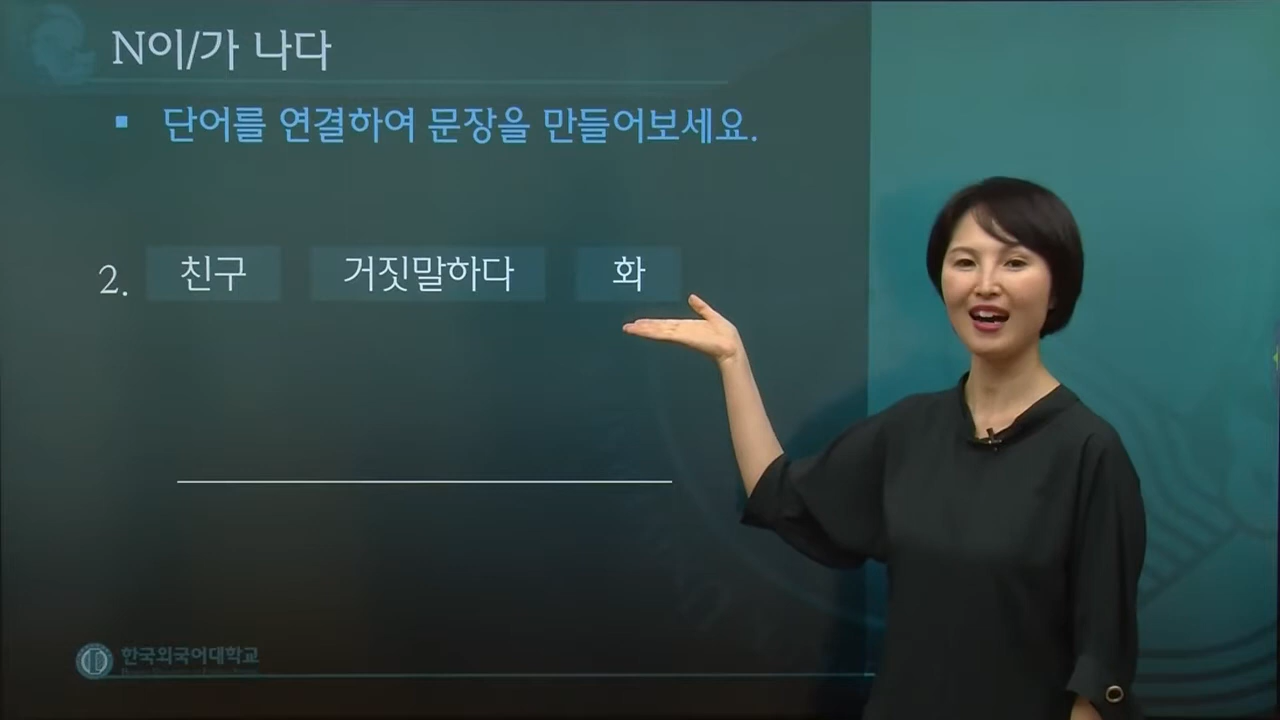 N이/가 나다
▪ 단어를 연결하여 문장을 만들어보세요.
2. 친구 거짓말하다 화
한국외국어대학교